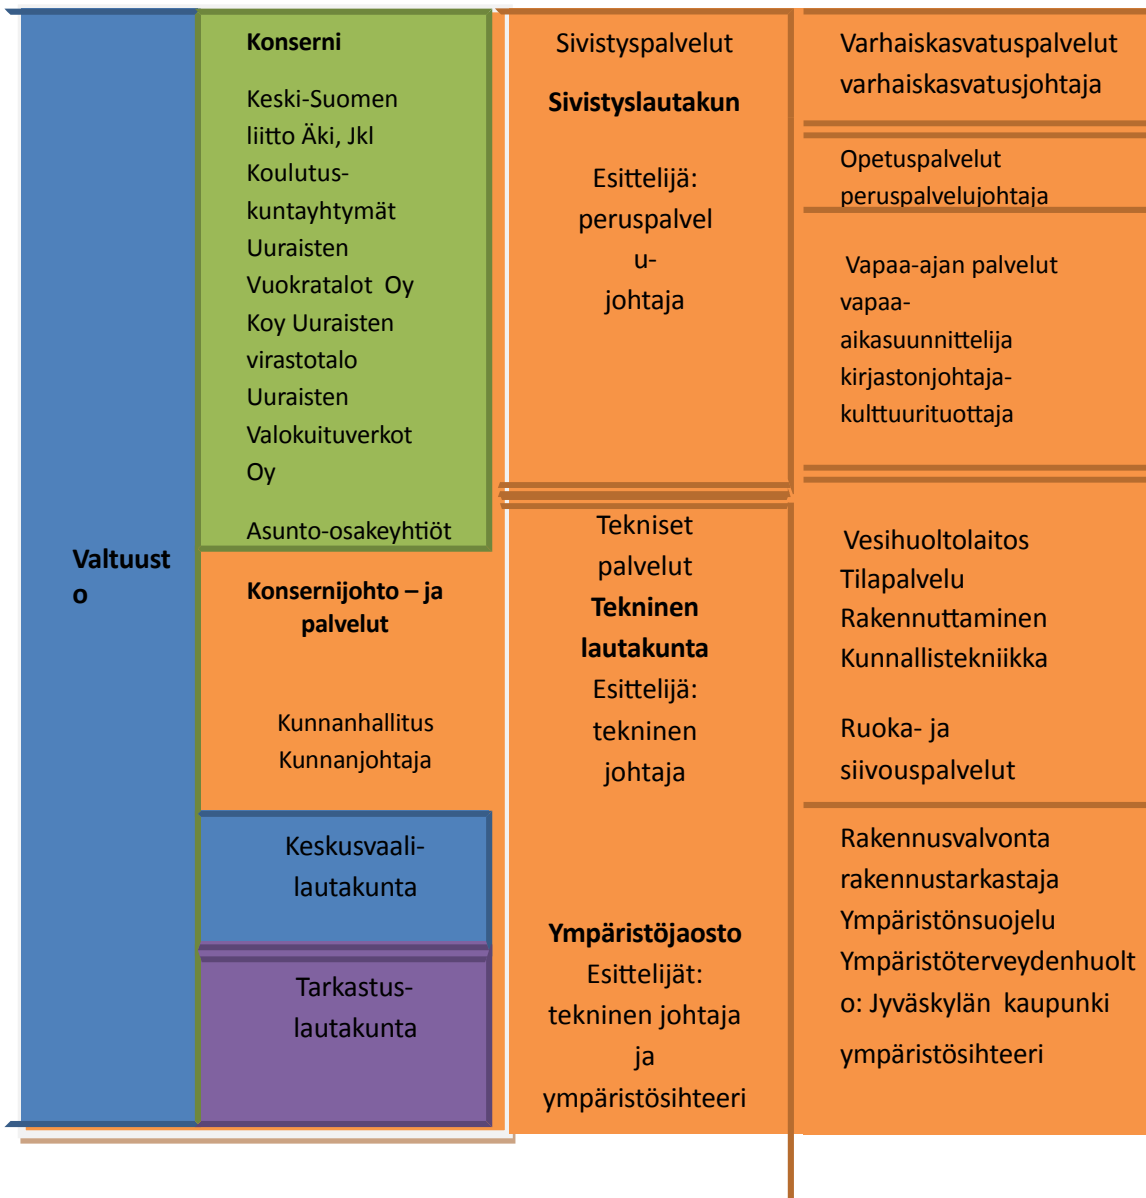 Valtuust
o
Konserni
Keski-Suomen
liitto Äki, Jkl
Koulutus-
kuntayhtymät
Uuraisten
Vuokratalot Oy
Koy Uuraisten
virastotalo
Uuraisten
Valokuituverkot
Oy
Asunto-osakeyhtiöt
Konsernijohto – ja
palvelut
Kunnanhallitus
Kunnanjohtaja
Keskusvaali-
lautakunta
Tarkastus-
lautakunta
Sivistyspalvelut
Sivistyslautakun
Esittelijä:
peruspalvel
u-
johtaja
Tekniset
palvelut
Tekninen
lautakunta
Esittelijä:
tekninen
johtaja
Ympäristöjaosto
Esittelijät:
tekninen johtaja
ja
ympäristösihteeri
Varhaiskasvatuspalvelut
varhaiskasvatusjohtaja
Opetuspalvelut
peruspalvelujohtaja
Vapaa-ajan palvelut
vapaa-
aikasuunnittelija
kirjastonjohtaja-
kulttuurituottaja
Vesihuoltolaitos
Tilapalvelu
Rakennuttaminen
Kunnallistekniikka
Ruoka- ja
siivouspalvelut
Rakennusvalvonta
rakennustarkastaja
Ympäristönsuojelu
Ympäristöterveydenhuolt
o: Jyväskylän kaupunki
ympäristösihteeri